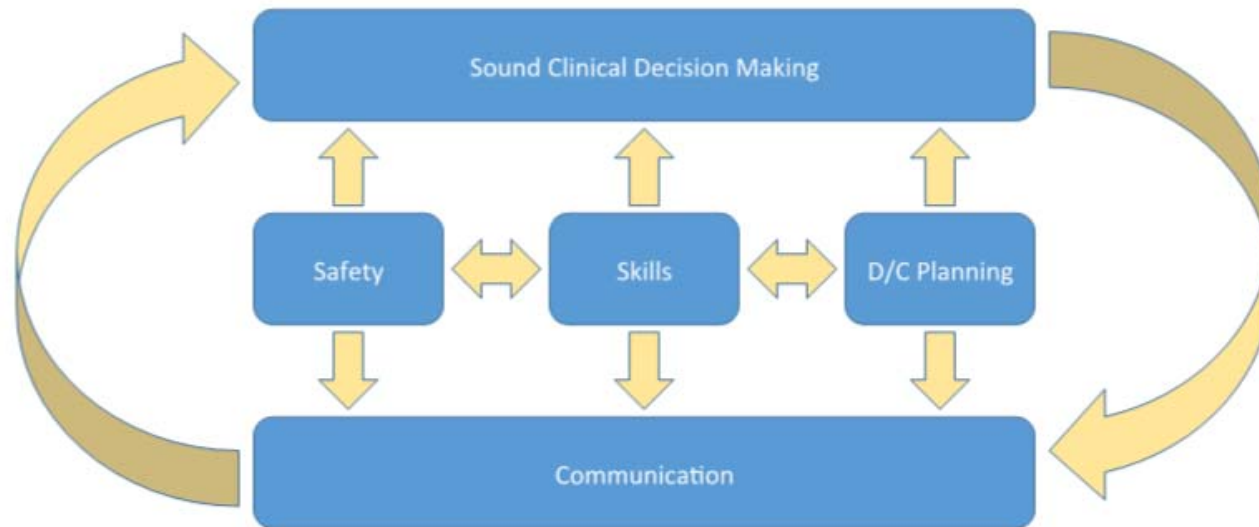 Sound Clinical Decision Making
Safety
Skills
D/C Planning
Communication